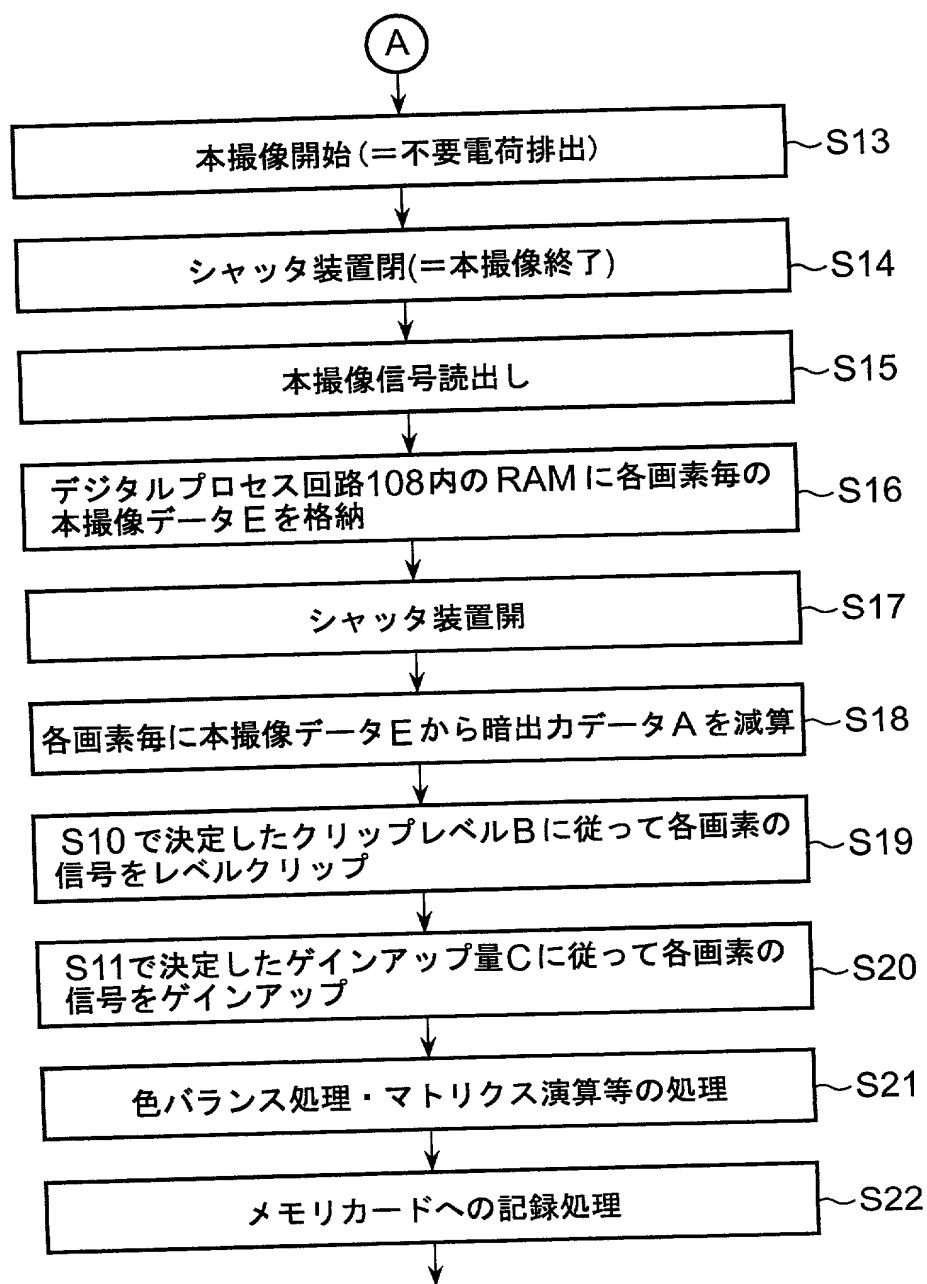 A
本撮像開始(=不要電荷排出)
S13
シャッタ装置閉(=本撮像終了)
S14
本撮像信号読出し
S15
デジタルプロセス回路108内のRAMに各画素毎の
本撮像データEを格納
S16
シャッタ装置開
S17
各画素毎に本撮像データEから暗出力データAを減算
S18
S10で決定したクリップレベルBに従って各画素の
信号をレベルクリップ
S19
S11で決定したゲインアップ量Cに従って各画素の
信号をゲインアップ
S20
色バランス処理・マトリクス演算等の処理
S21
メモリカードへの記録処理
S22